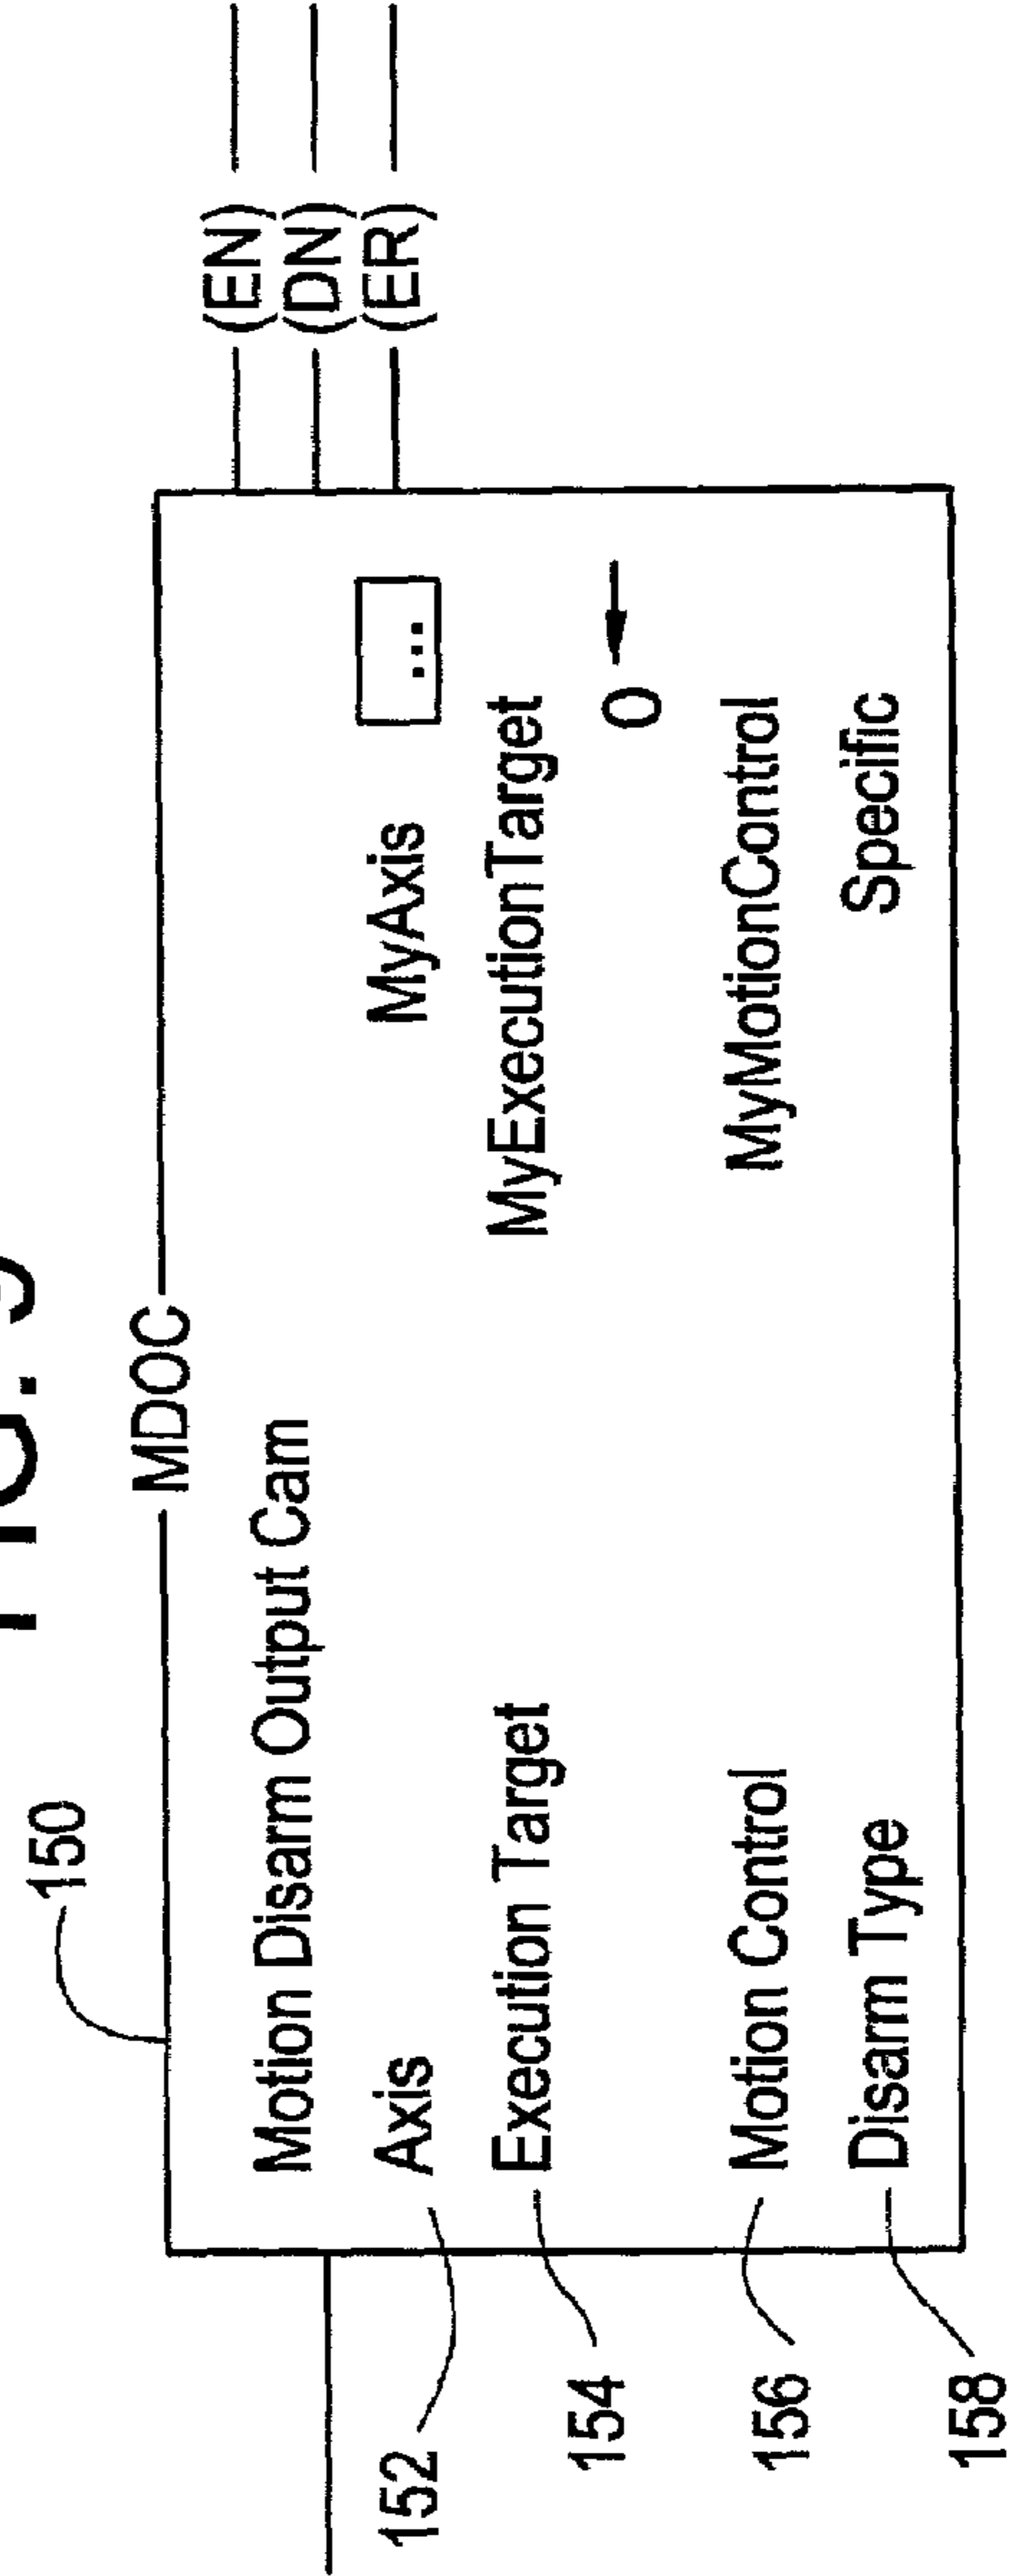 150
MDOC
Motion Disarm Output Cam
(EN)
Axis MyAxis ...
(DN)
(ER)
152
Execution Target MyExecutionTarget
154
0
Motion Control MyMotionControl
156
Disarm Type Specific
158